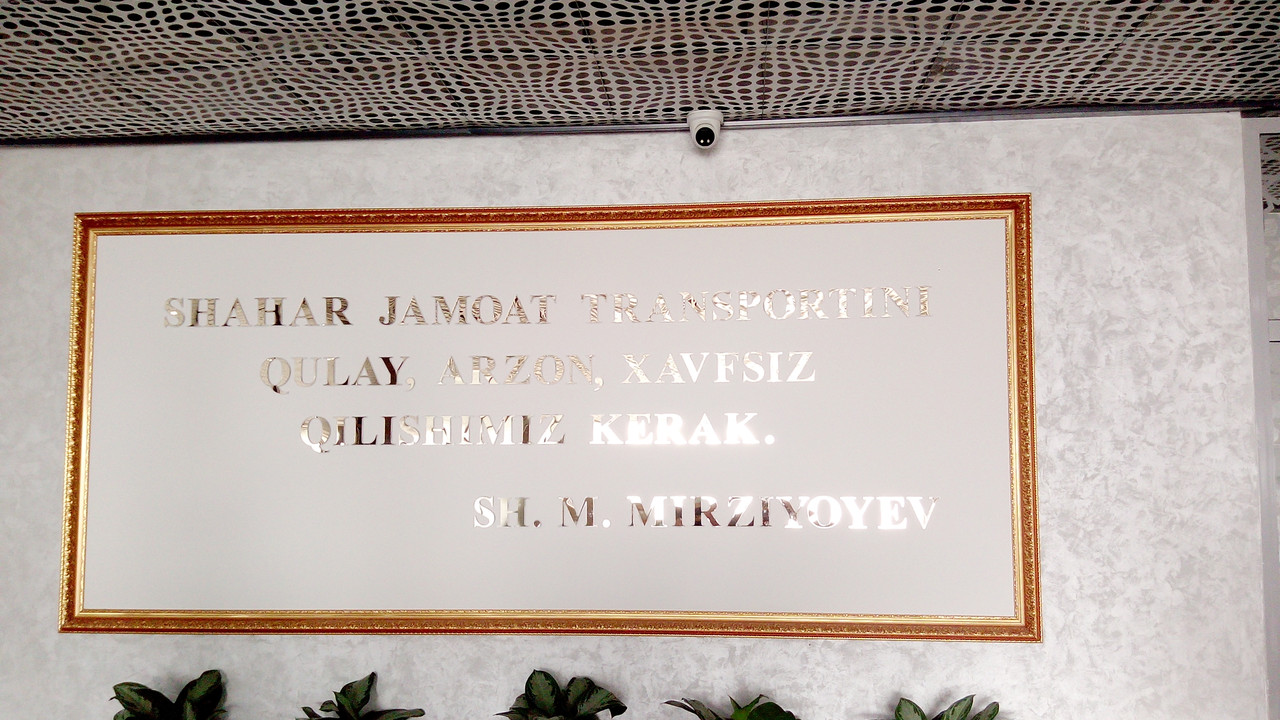 SHAHAR JAMOAT TRANSPORTINI
QULAY, ARZON, XAVFSIZ
QILISHIMIZ KERAK.
SH. M. MIRZIYOYEV